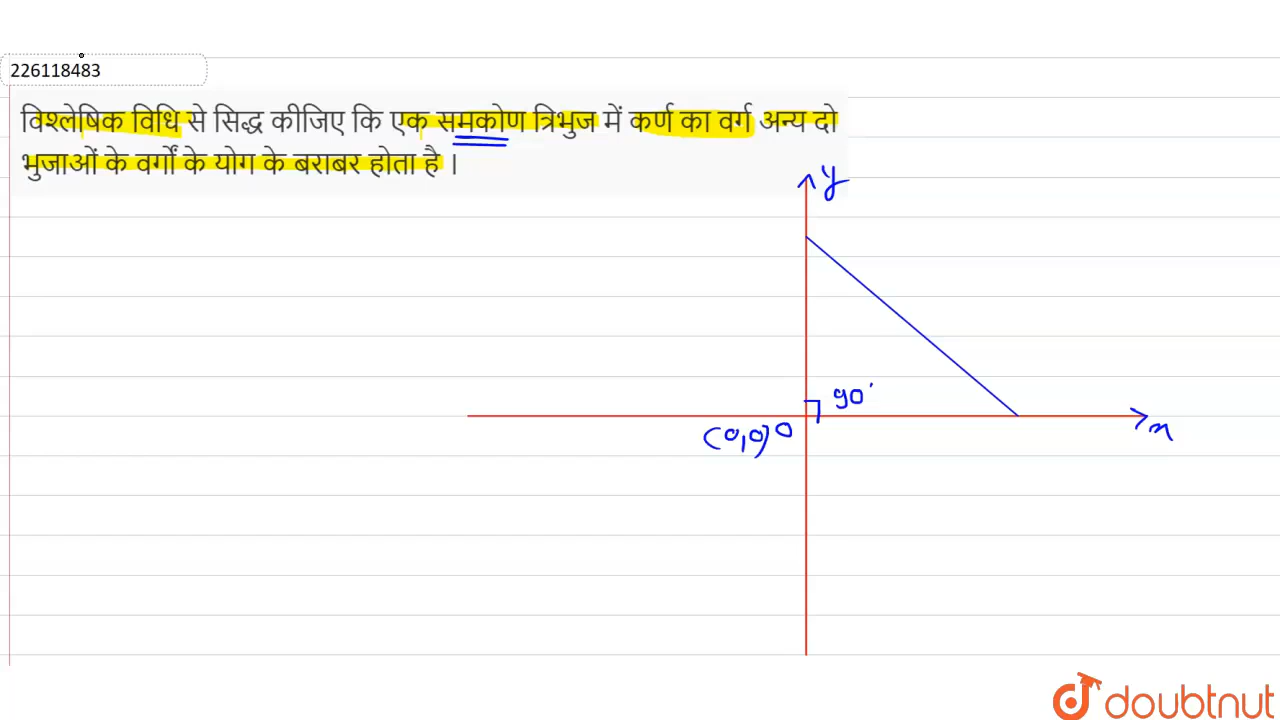 226118483
विश्लेषिक विधि से सिद्ध कीजिए कि एक समकोण त्रिभुज में कर्ण का वर्ग अन्य दो
भुजाओं के वर्गों के योग के बराबर होता है ।
y
90°
(0,0) O
x
doubtnut